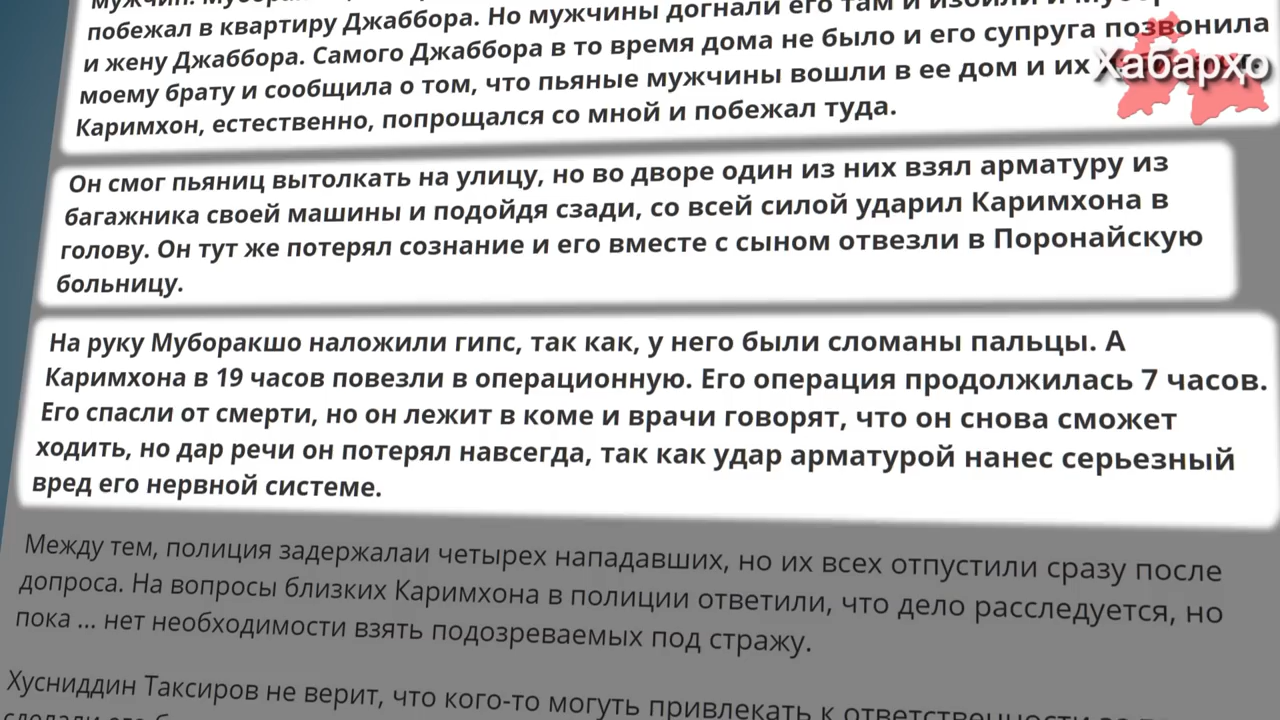 побежал в квартиру Джаббора. Но мужчины догнали его там и избили и
и жену Джаббора. Самого Джаббора в то время дома не было и его супруга позвонила
моему брату и сообщила о том, что пьяные мужчины вошли в ее дом и их
Хабарҳо
Каримхон, естественно, попрощался со мной и побежал туда.
Он смог пьяниц вытолкать на улицу, но во дворе один из них взял арматуру из
багажника своей машины и подойдя сзади, со всей силой ударил Каримхона в
голову. Он тут же потерял сознание и его вместе с сыном отвезли в Поронайскую
больницу.
На руку Муборакшо наложили гипс, так как, у него были сломаны пальцы. А
Каримхона в 19 часов повезли в операционную. Его операция продолжилась 7 часов.
Его спасли от смерти, но он лежит в коме и врачи говорят, что он снова сможет
ходить, но дар речи он потерял навсегда, так как удар арматурой нанес серьезный
вред его нервной системе.
Между тем, полиция задержалаи четырех нападавших, но их всех отпустили сразу после
допроса. На вопросы близких Каримхона в полиции ответили, что дело расследуется, но
пока ... нет необходимости взять подозреваемых под стражу.
Хусниддин Таксиров не верит, что кого-то могуть привлекать к ответственности